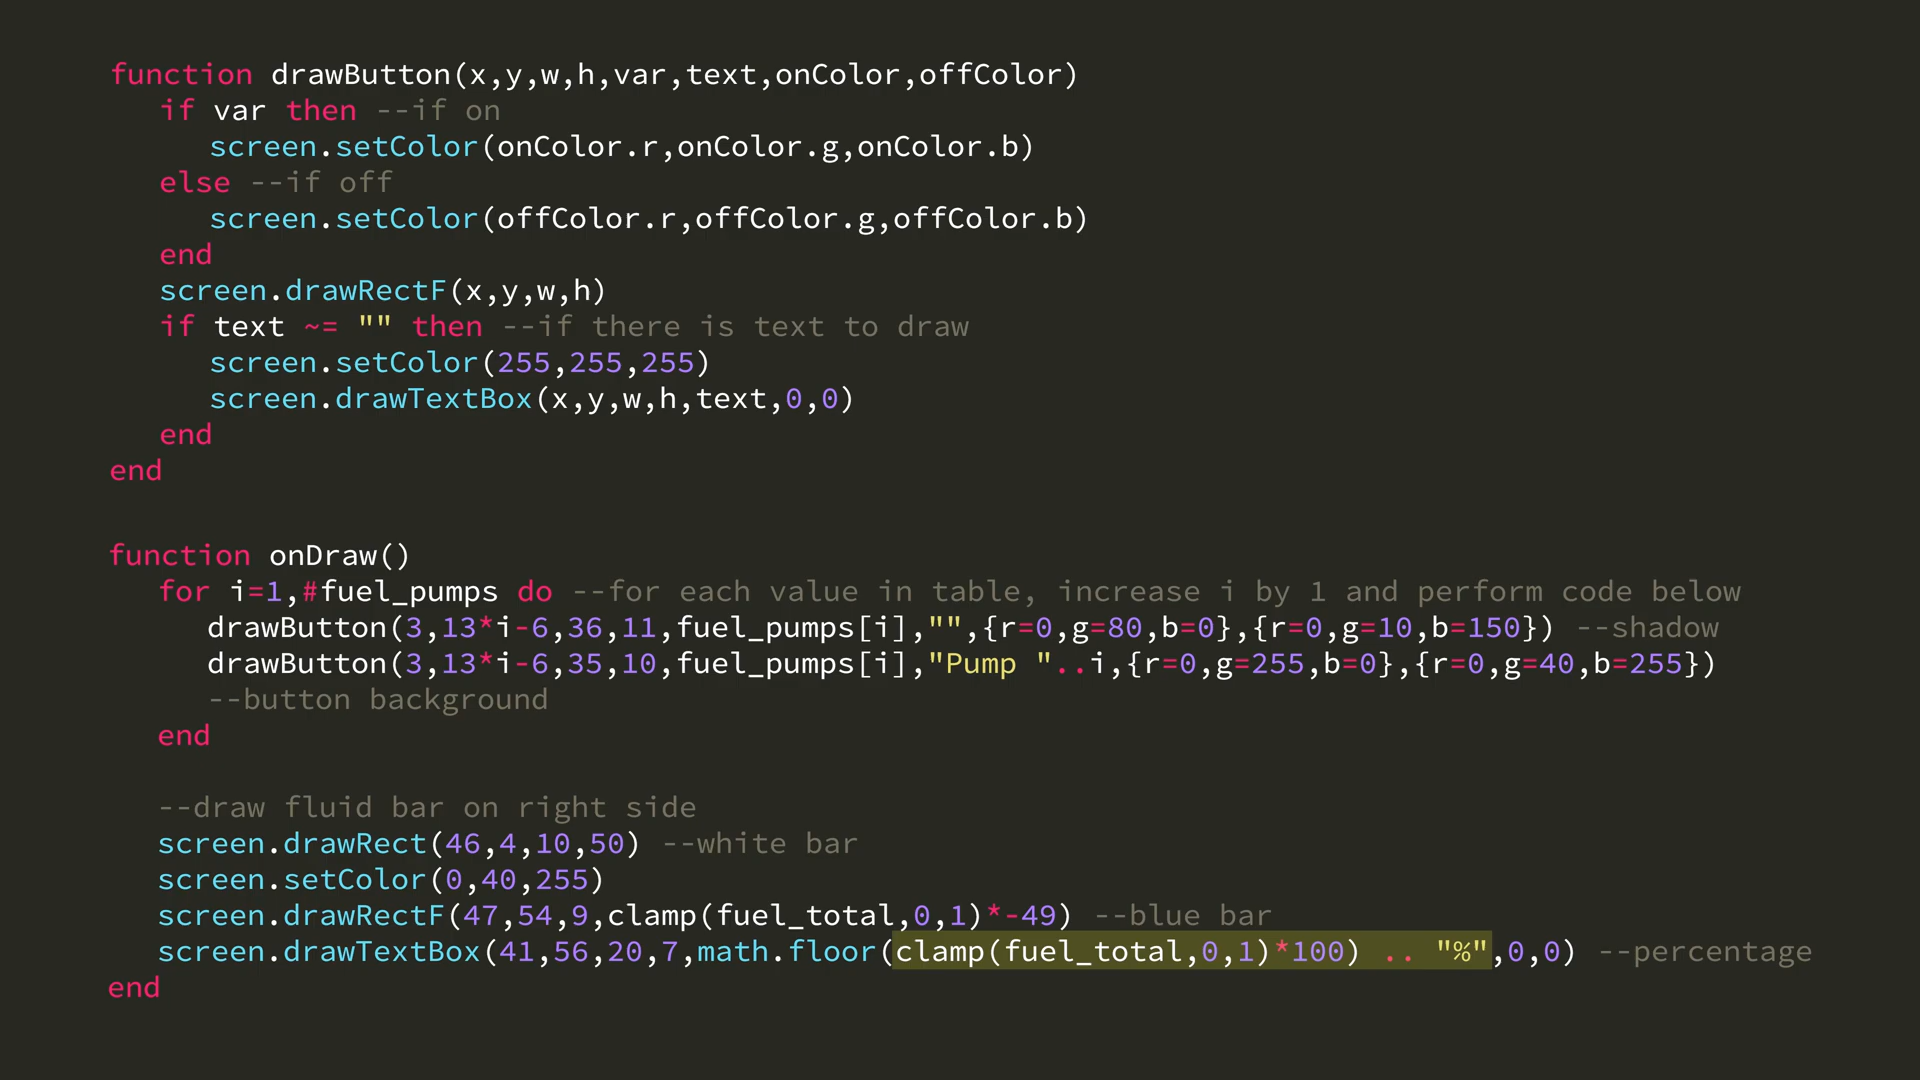 function drawButton(x,y,w,h,var,text,onColor,offColor)
if var then --if on
screen.setColor(onColor.r,onColor.g,onColor.b)
else --if off
screen.setColor(offColor.r,offColor.g,offColor.b)
end
screen.drawRectF(x,y,w,h)
if text ~= "" then --if there is text to draw
screen.setColor(255,255,255)
screen.drawTextBox(x,y,w,h,text,0,0)
end
end
function onDraw()
for i=1,#fuel_pumps do --for each value in table, increase i by 1 and perform code below
drawButton(3,13*i-6,36,11,fuel_pumps[i],"",{r=0,g=80,b=0},{r=0,g=10,b=150}) --shadow
drawButton(3,13*i-6,35,10,fuel_pumps[i],"Pump "..i,{r=0,g=255,b=0},{r=0,g=40,b=255})
--button background
end
--draw fluid bar on right side
screen.drawRect(46,4,10,50) --white bar
screen.setColor(0,40,255)
screen.drawRectF(47,54,9,clamp(fuel_total,0,1)*-49) --blue bar
screen.drawTextBox(41,56,20,7,math.floor(clamp(fuel_total,0,1)*100) .. "%",0,0) --percentage
end